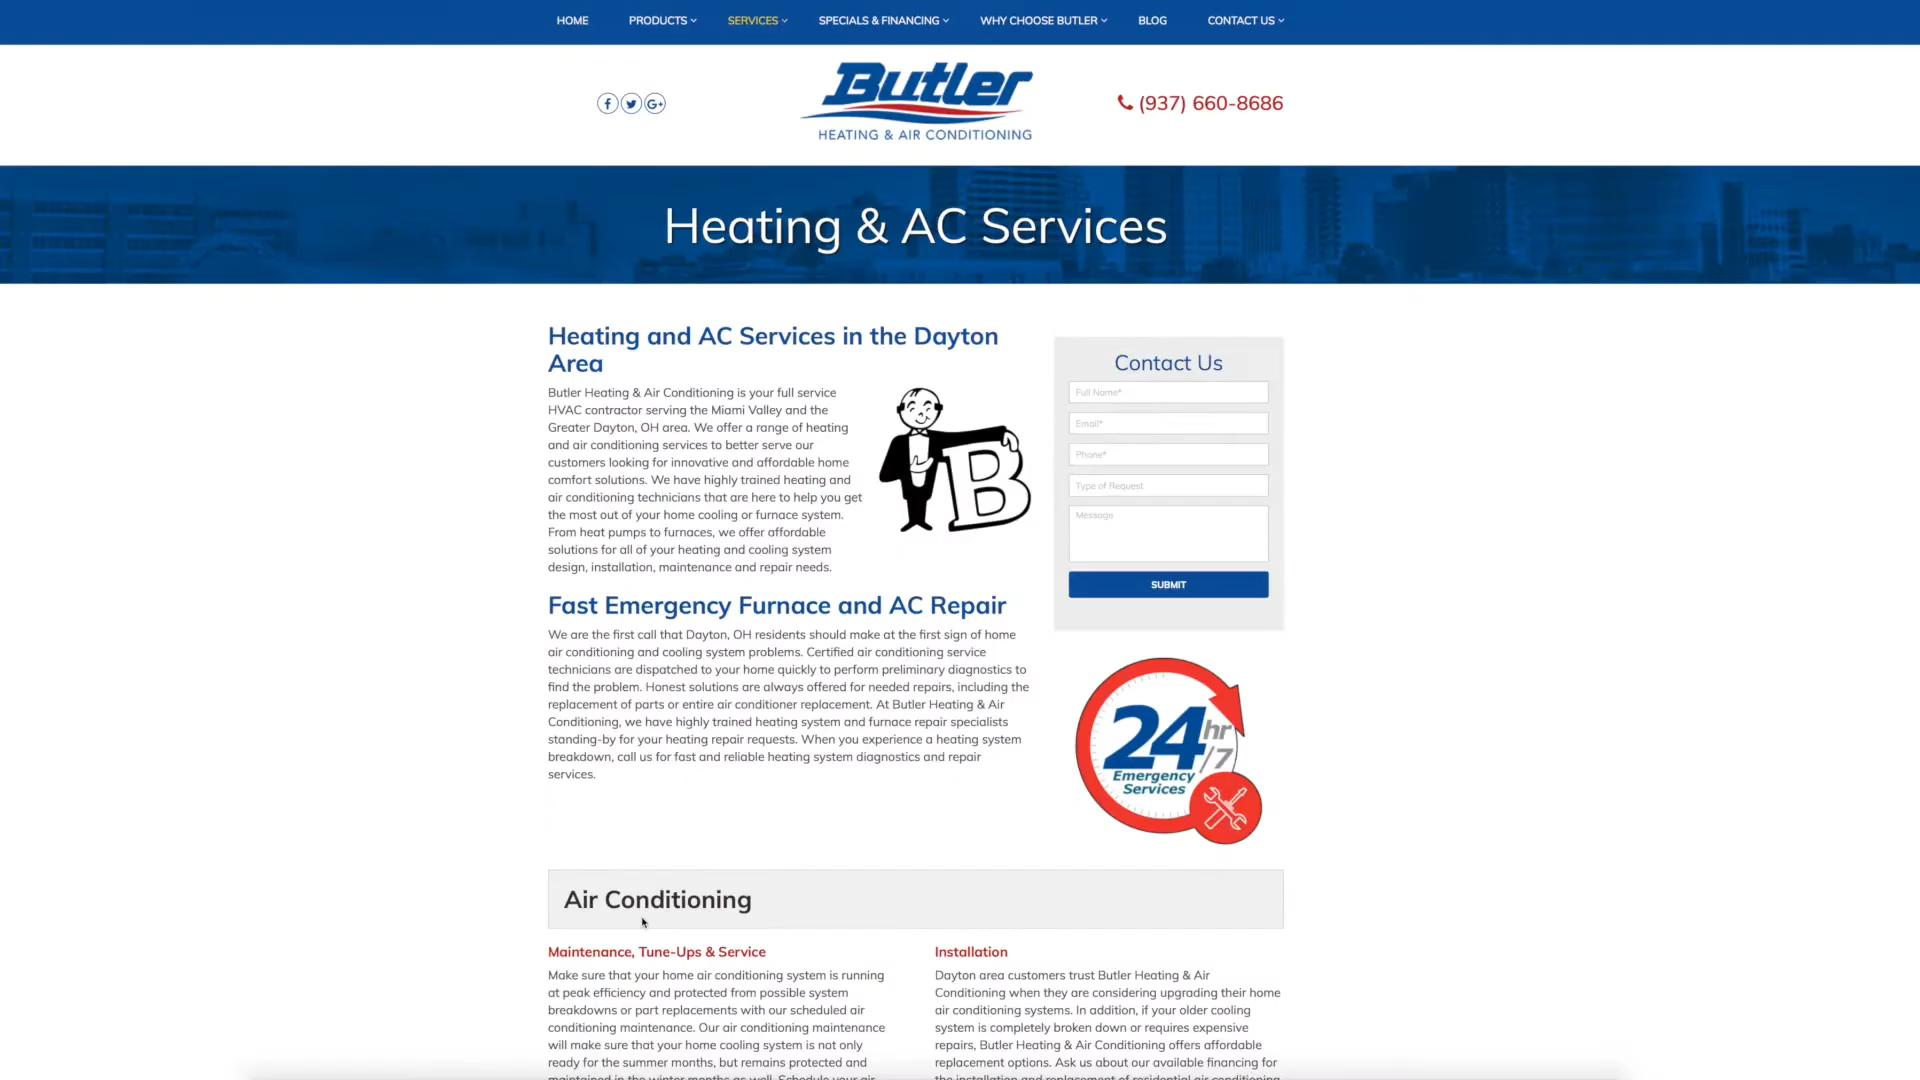 HOME PRODUCTS SERVICES SPECIALS & FINANCING WHY CHOOSE BUTLER BLOG CONTACT US
Butler
HEATING & AIR CONDITIONING
(937) 660-8686
Heating & AC Services
Heating and AC Services in the Dayton
Area
Butler Heating & Air Conditioning is your full service
HVAC contractor serving the Miami Valley and the
Greater Dayton, OH area. We offer a range of heating
and air conditioning services to better serve our
customers looking for innovative and affordable home
comfort solutions. We have highly trained heating and
air conditioning technicians that are here to help you get
the most out of your home cooling or furnace system.
From heat pumps to furnaces, we offer affordable
solutions for all of your heating and cooling system
design, installation, maintenance and repair needs.
B
Fast Emergency Furnace and AC Repair
We are the first call that Dayton, OH residents should make at the first sign of home
air conditioning and cooling system problems. Certified air conditioning service
technicians are dispatched to your home quickly to perform preliminary diagnostics to
find the problem. Honest solutions are always offered for needed repairs, including the
replacement of parts or entire air conditioner replacement. At Butler Heating & Air
Conditioning, we have highly trained heating system and furnace repair specialists
standing-by for your heating repair requests. When you experience a heating system
breakdown, call us for fast and reliable heating system diagnostics and repair
services.
Contact Us
Full Name*
Email*
Phone*
Type of Request
Message
SUBMIT
24hr/7
Emergency
Services
Air Conditioning
Maintenance, Tune-Ups & Service
Make sure that your home air conditioning system is running
at peak efficiency and protected from possible system
breakdowns or part replacements with our scheduled air
conditioning maintenance. Our air conditioning maintenance
will make sure that your home cooling system is not only
ready for the summer months, but remains protected and
maintained in the winter months as well. Schedule your air
Installation
Dayton area customers trust Butler Heating & Air
Conditioning when they are considering upgrading their home
air conditioning systems. In addition, if your older cooling
system is completely broken down or requires expensive
repairs, Butler Heating & Air Conditioning offers affordable
replacement options. Ask us about our available financing for
the installation and replacement of residential air conditioning